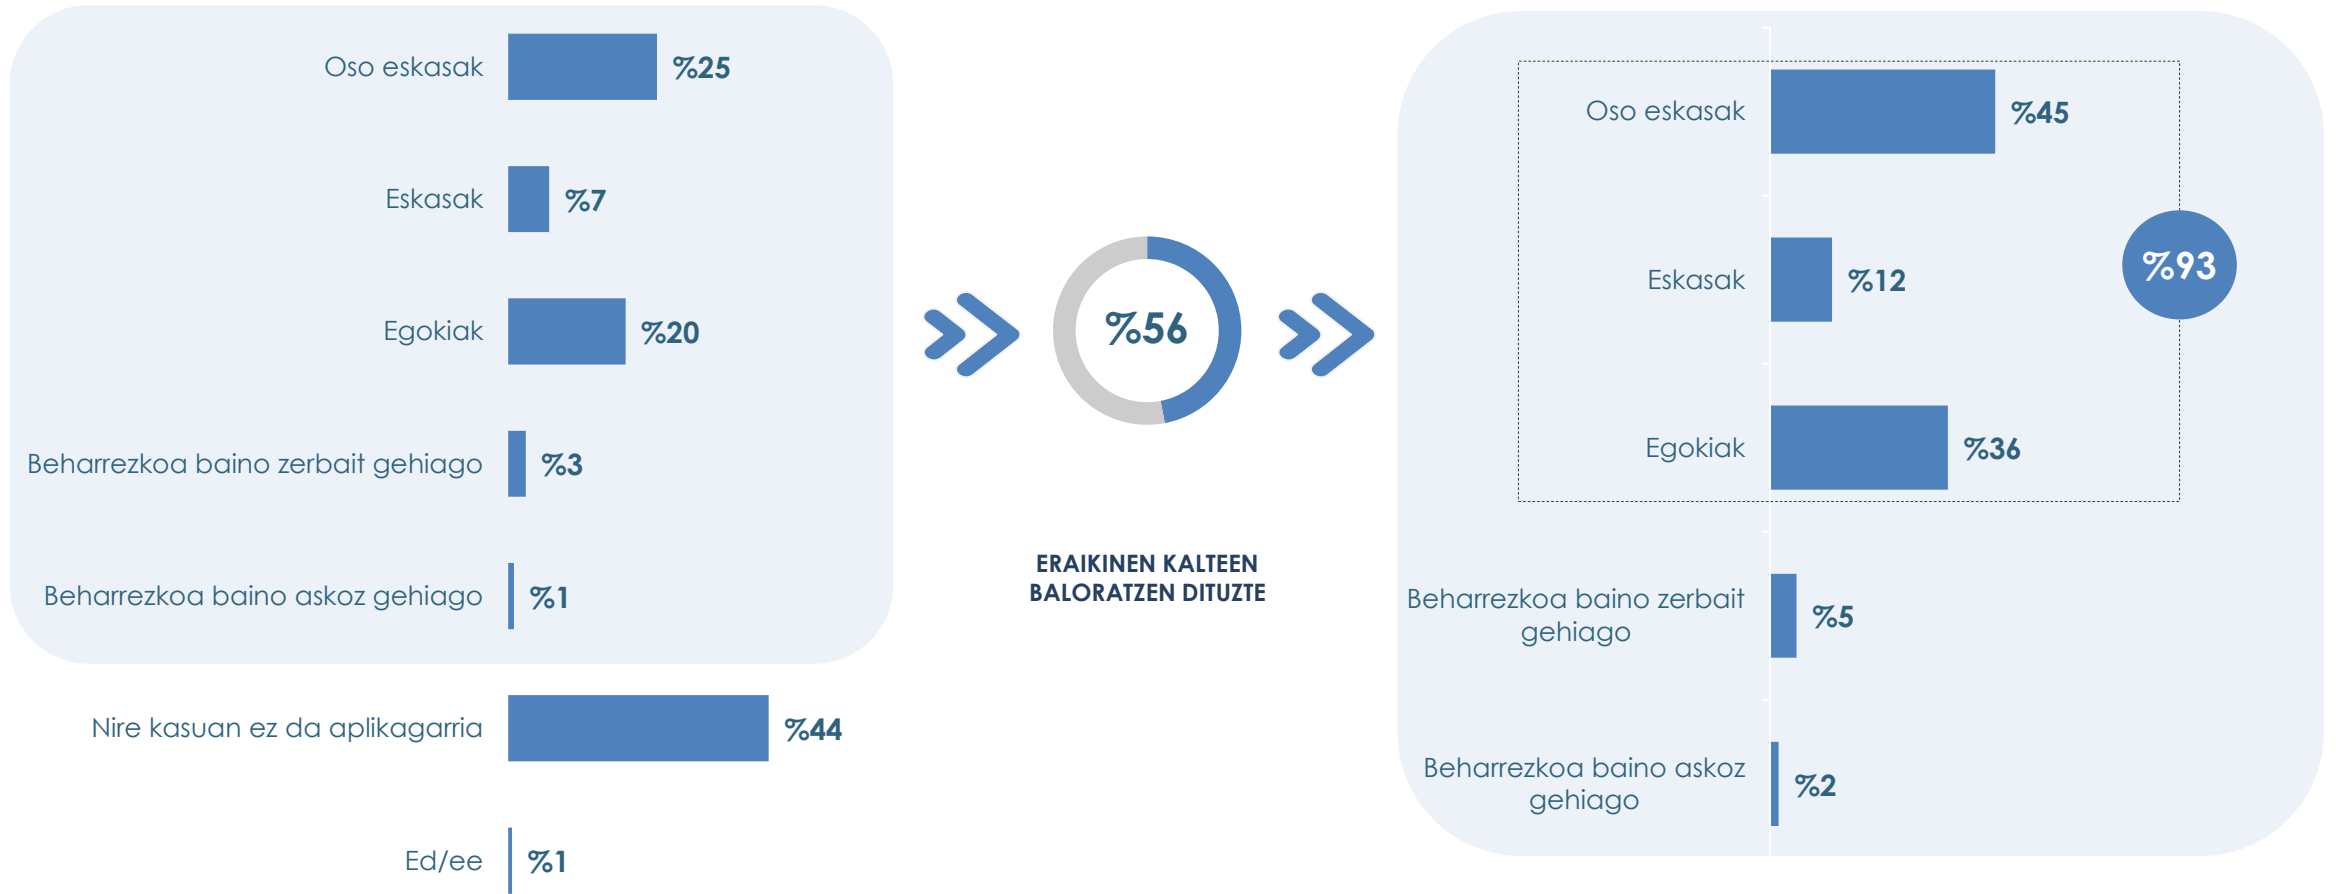 Oso eskasak %25
Eskasak %7
Egokiak %20
Beharrezkoa baino zerbait gehiago %3
Beharrezkoa baino askoz gehiago %1
Nire kasuan ez da aplikagarria %44
Ed/ee %1
%56
ERAIKINEN KALTEEN
BALORATZEN DITUZTE
Oso eskasak %45
Eskasak %12
Egokiak %36
%93
Beharrezkoa baino zerbait
gehiago
%5
Beharrezkoa baino askoz
gehiago
%2